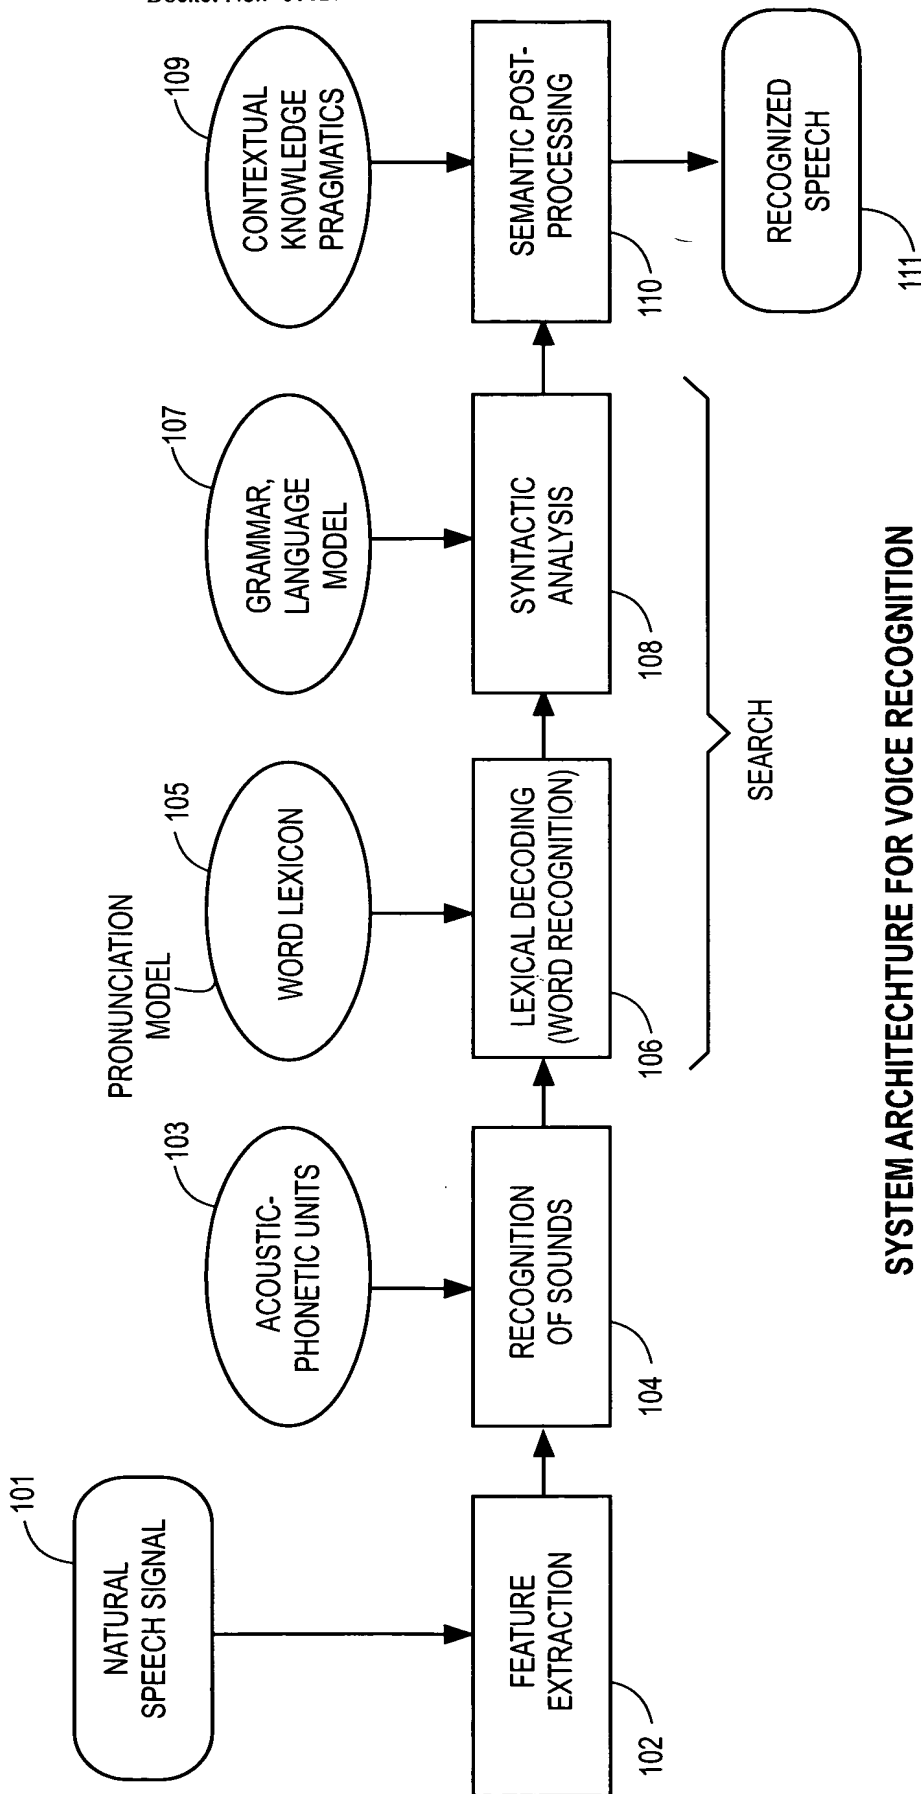 101
NATURAL
SPEECH SIGNAL
FEATURE
EXTRACTION
102
103
ACOUSTIC-
PHONETIC UNITS
RECOGNITION
OF SOUNDS
104
PRONUNCIATION
MODEL
105
WORD LEXICON
LEXICAL DECODING
(WORD RECOGNITION)
106
107
GRAMMAR,
LANGUAGE
MODEL
SYNTACTIC
ANALYSIS
108
SEARCH
109
CONTEXTUAL
KNOWLEDGE
PRAGMATICS
SEMANTIC POST-
PROCESSING
110
RECOGNIZED
SPEECH
111
SYSTEM ARCHITECHTURE FOR VOICE RECOGNITION